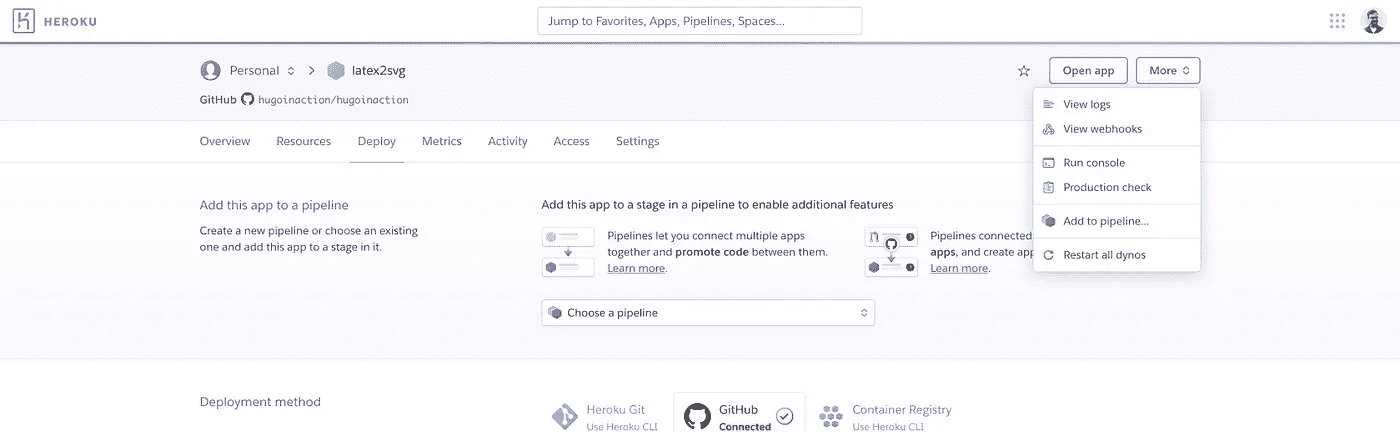 HEROKU
Jump to Favorites, Apps, Pipelines, Spaces...
Personal
latex2svg
Open app
More
GitHub hugoinaction/hugoinaction
View logs
View webhooks
Run console
Production check
Add to pipeline...
Restart all dynos
Overview Resources Deploy Metrics Activity Access Settings
Add this app to a pipeline
Create a new pipeline or choose an existing
one and add this app to a stage in it.
Add this app to a stage in a pipeline to enable additional features
Pipelines let you connect multiple apps
together and promote code between them.
Learn more.
Pipelines connected
apps, and create app
Learn more.
Choose a pipeline
Deployment method
Heroku Git
Use Heroku CLI
GitHub
Connected
Container Registry
Use Heroku CLI